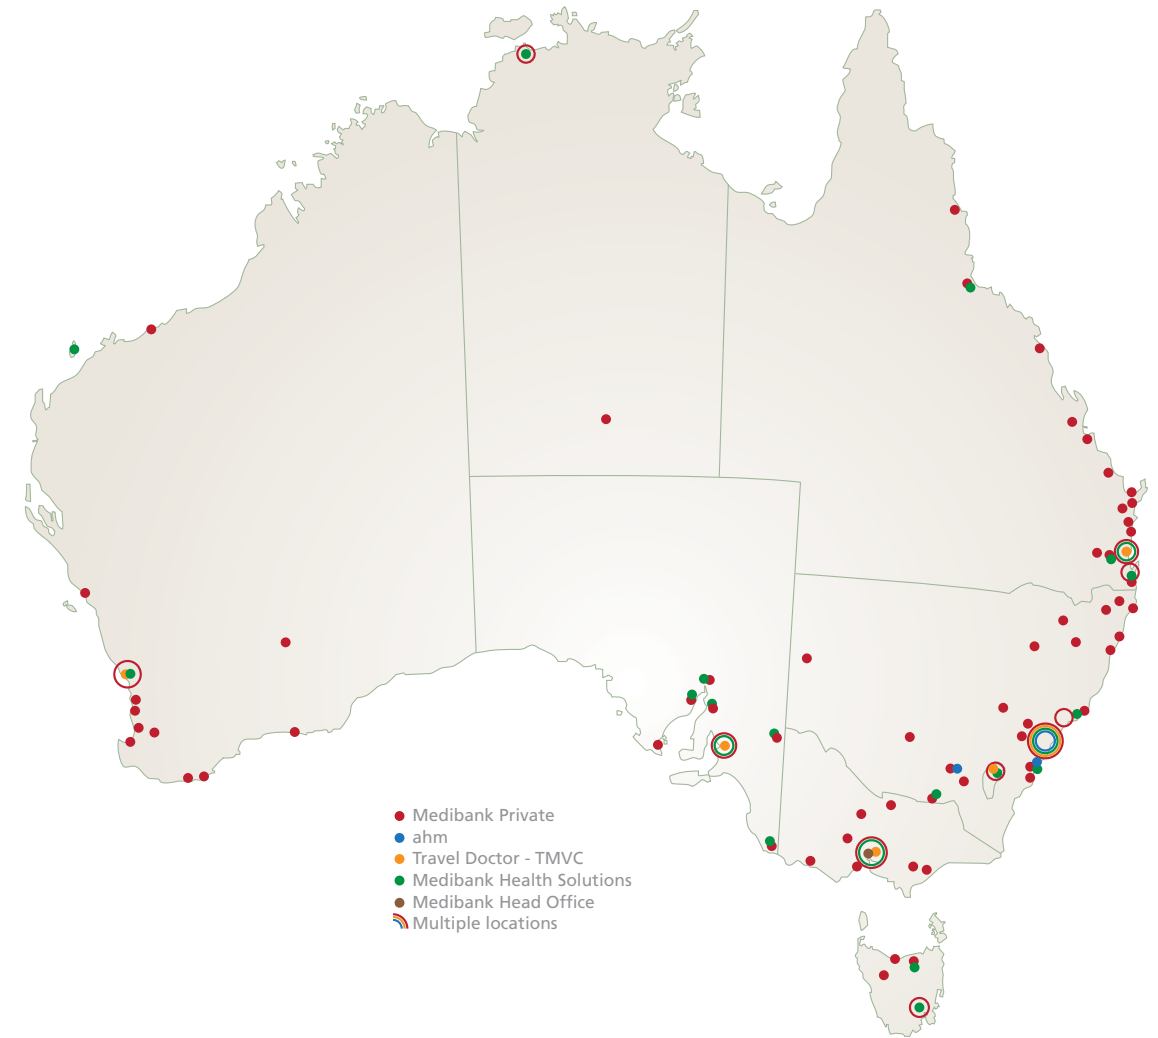 Medibank Private
ahm
Travel Doctor - TMVC
Medibank Health Solutions
Medibank Head Office
Multiple locations